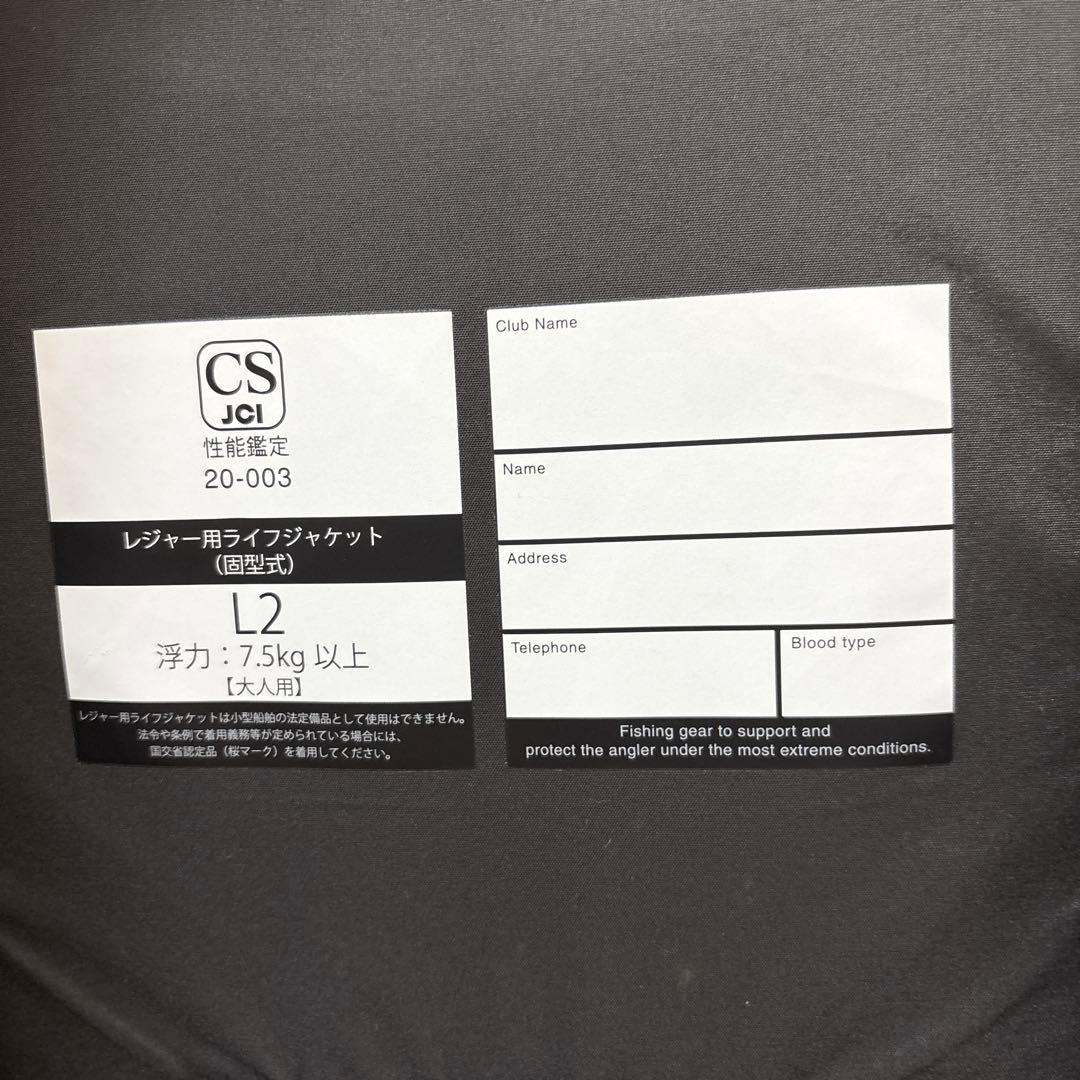 CS
JCI
性能鑑定
20-003
レジャー用ライフジャケット
（固型式）
L2
浮力：7.5kg 以上
【大人用】
レジャー用ライフジャケットは小型船舶の法定備品として使用はできません。
法令や条例で着用義務等が定められている場合には、
国交省認定品（桜マーク）を着用してください。
Club Name
Name
Address
Telephone
Blood type
Fishing gear to support and
protect the angler under the most extreme conditions.